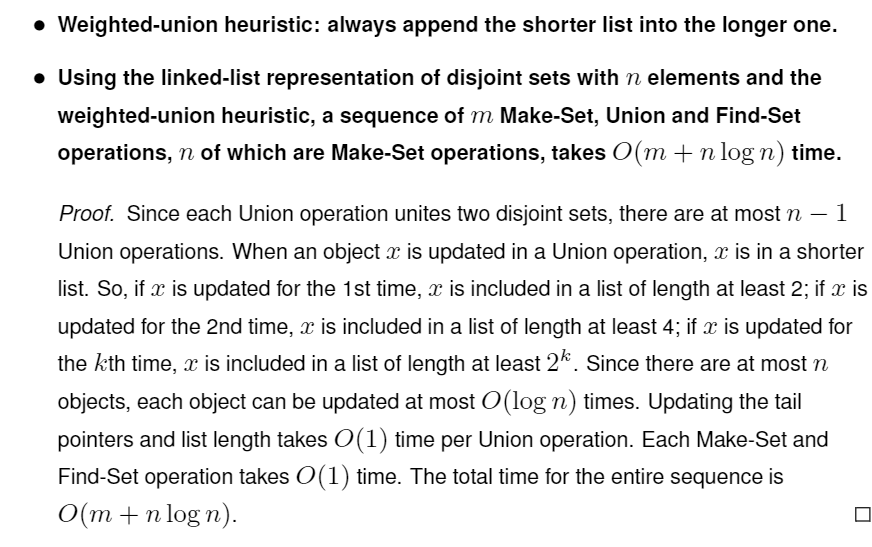 ● Weighted-union heuristic: always append the shorter list into the longer one.
● Using the linked-list representation of disjoint sets with n elements and the
weighted-union heuristic, a sequence of m Make-Set, Union and Find-Set
operations, n of which are Make-Set operations, takes O(m + n log n) time.
Proof. Since each Union operation unites two disjoint sets, there are at most n − 1
Union operations. When an object x is updated in a Union operation, x is in a shorter
list. So, if x is updated for the 1st time, x is included in a list of length at least 2; if x is
updated for the 2nd time, x is included in a list of length at least 4; if x is updated for
the kth time, x is included in a list of length at least 2^k. Since there are at most n
objects, each object can be updated at most O(log n) times. Updating the tail
pointers and list length takes O(1) time per Union operation. Each Make-Set and
Find-Set operation takes O(1) time. The total time for the entire sequence is
O(m + n log n). □